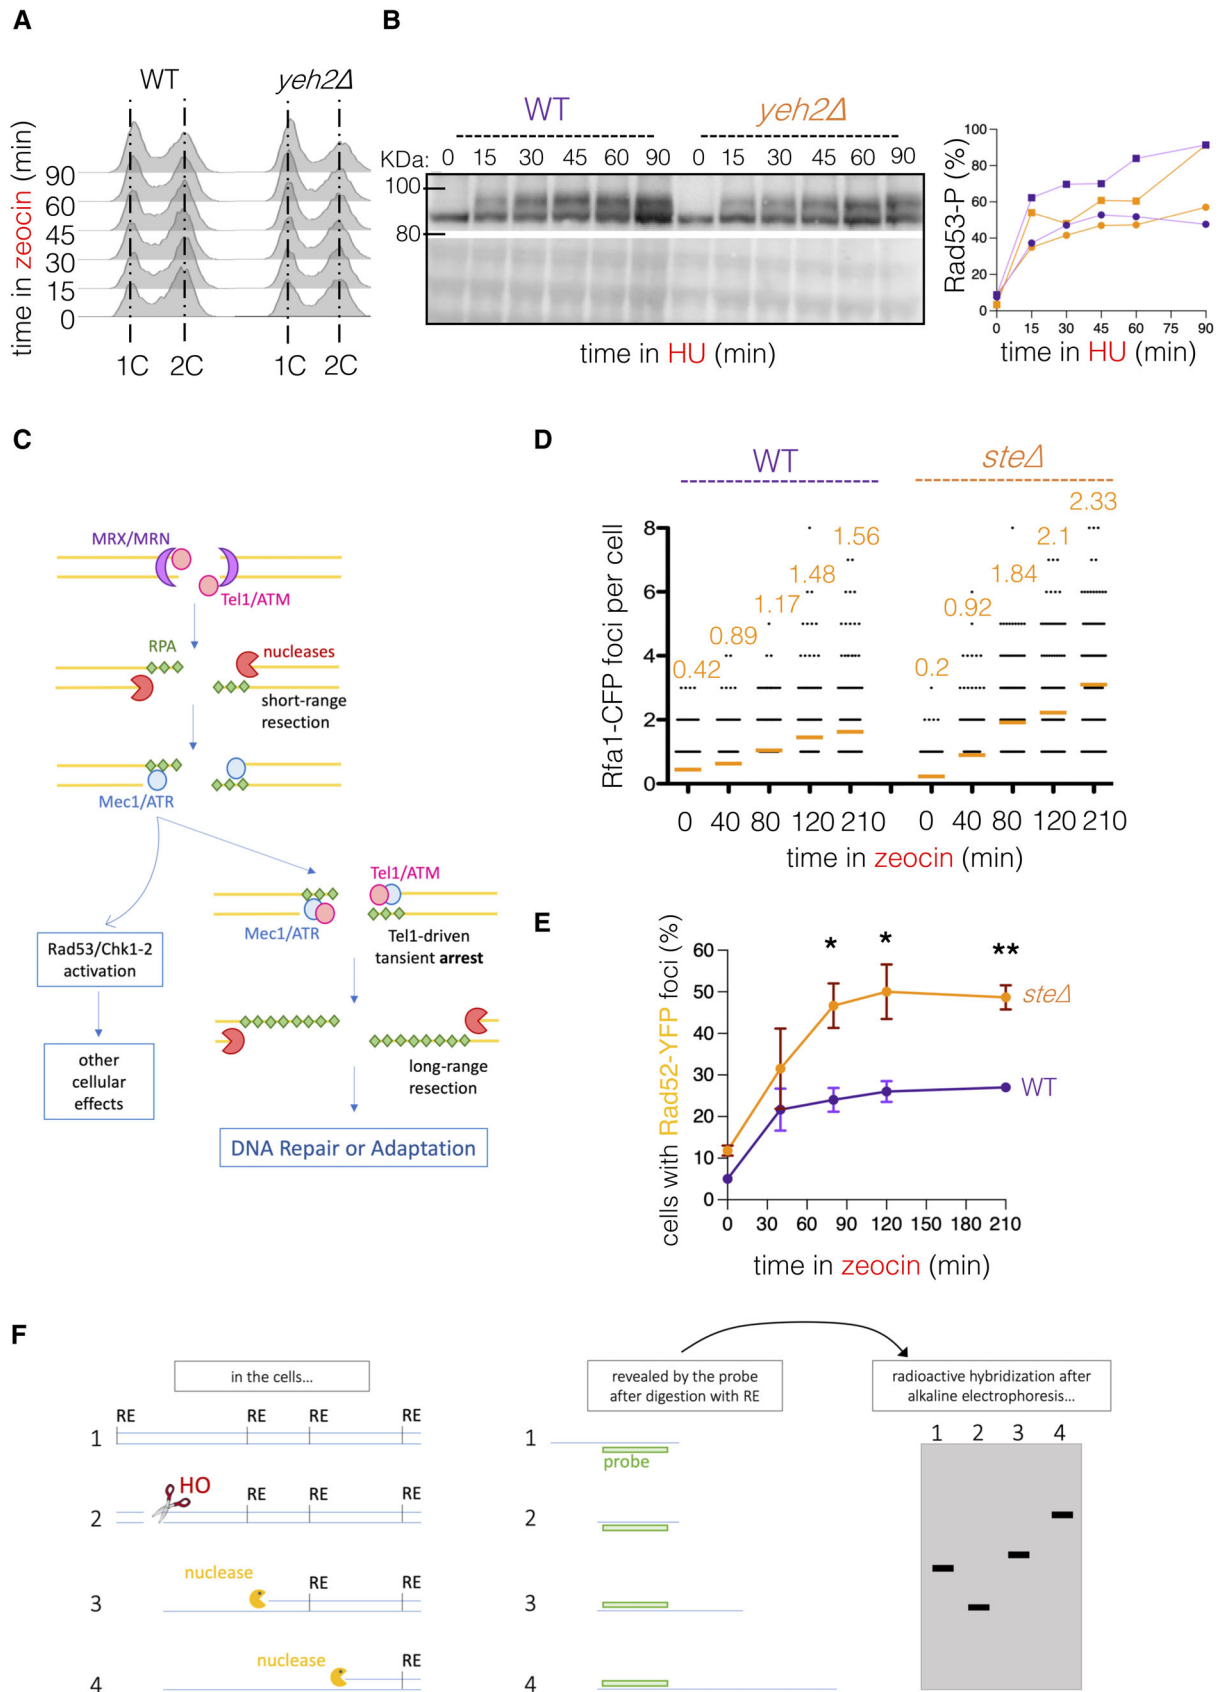 A
WT
yeh2Δ
time in zeocin (min)
90
60
45
30
15
0
1C 2C 1C 2C
B
WT
yeh2Δ
KDa: 0 15 30 45 60 90 0 15 30 45 60 90
100
80
time in HU (min)
Rad53-P (%)
100
80
60
40
20
0
0 15 30 45 60 75 90
time in HU (min)
C
MRX/MRN
Tel1/ATM
RPA
nucleases
short-range
resection
Mec1/ATR
Tel1/ATM
Mec1/ATR
Tel1-driven
tansient arrest
Rad53/Chk1-2
activation
other
cellular
effects
long-range
resection
DNA Repair or Adaptation
D
WT
steΔ
Rfa1-CFP foci per cell
8
6
4
2
0
0.42
0.89
1.17
1.48
1.56
0.2
0.92
1.84
2.1
2.33
0 40 80 120 210 0 40 80 120 210
time in zeocin (min)
E
cells with Rad52-YFP foci (%)
60
50
40
30
20
10
0
* * **
steΔ
WT
0 30 60 90 120 150 180 210
time in zeocin (min)
F
in the cells...
RE RE RE RE
1
HO
RE RE RE
2
nuclease
RE RE
3
nuclease
RE
4
revealed by the probe
after digestion with RE
1
probe
2
3
4
radioactive hybridization after
alkaline electrophoresis...
1 2 3 4